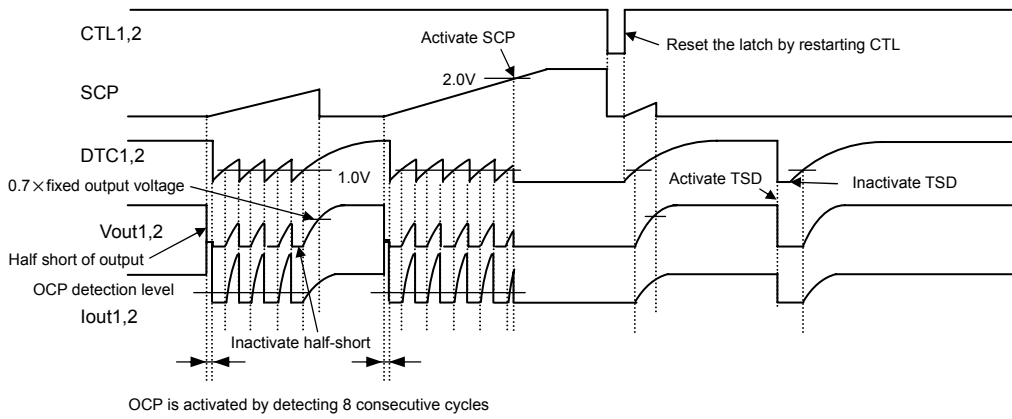 CTL1,2
Activate SCP
Reset the latch by restarting CTL
2.0V
SCP
DTC1,2
1.0V
0.7×fixed output voltage
Activate TSD
Inactivate TSD
Vout1,2
Half short of output
OCP detection level
Iout1,2
Inactivate half-short
OCP is activated by detecting 8 consecutive cycles